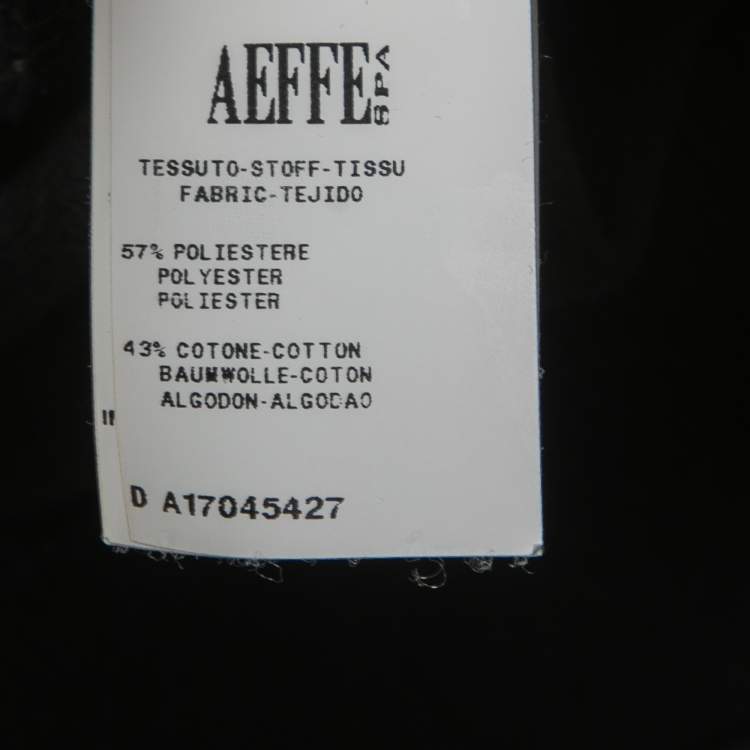 AEFFE SPA
TESSUTO-STOFF-TISSU
FABRIC-TEJIDO
57% POLIESTERE
POLYESTER
POLIESTER
43% COTONE-COTTON
BAUMWOLLE-COTON
ALGODON-ALGODAO
D A17045427